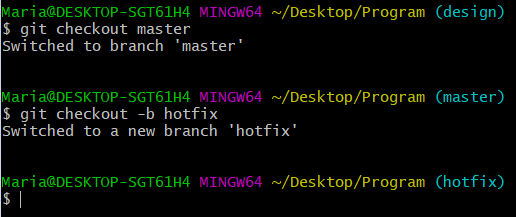 Maria@DESKTOP-SGT61H4 MINGW64 ~/Desktop/Program (design)
$ git checkout master
Switched to branch 'master'
Maria@DESKTOP-SGT61H4 MINGW64 ~/Desktop/Program (master)
$ git checkout -b hotfix
Switched to a new branch 'hotfix'
Maria@DESKTOP-SGT61H4 MINGW64 ~/Desktop/Program (hotfix)
$